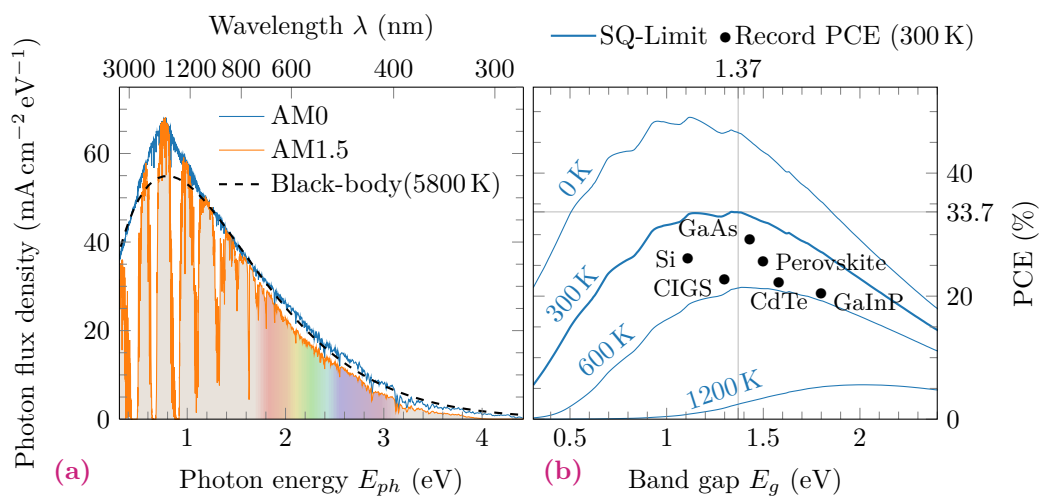 Wavelength λ (nm)
3000 1200 800 600 400 300
Photon flux density (mA cm⁻² eV⁻¹)
60
40
20
0
AM0
AM1.5
Black-body(5800 K)
1 2 3 4
(a)
Photon energy E_ph (eV)
SQ-Limit Record PCE (300 K)
1.37
0 K
300 K
600 K
1200 K
GaAs
Si
Perovskite
CIGS
CdTe
GaInP
40
33.7
20
0
PCE (%)
0.5 1 1.5 2
(b)
Band gap E_g (eV)